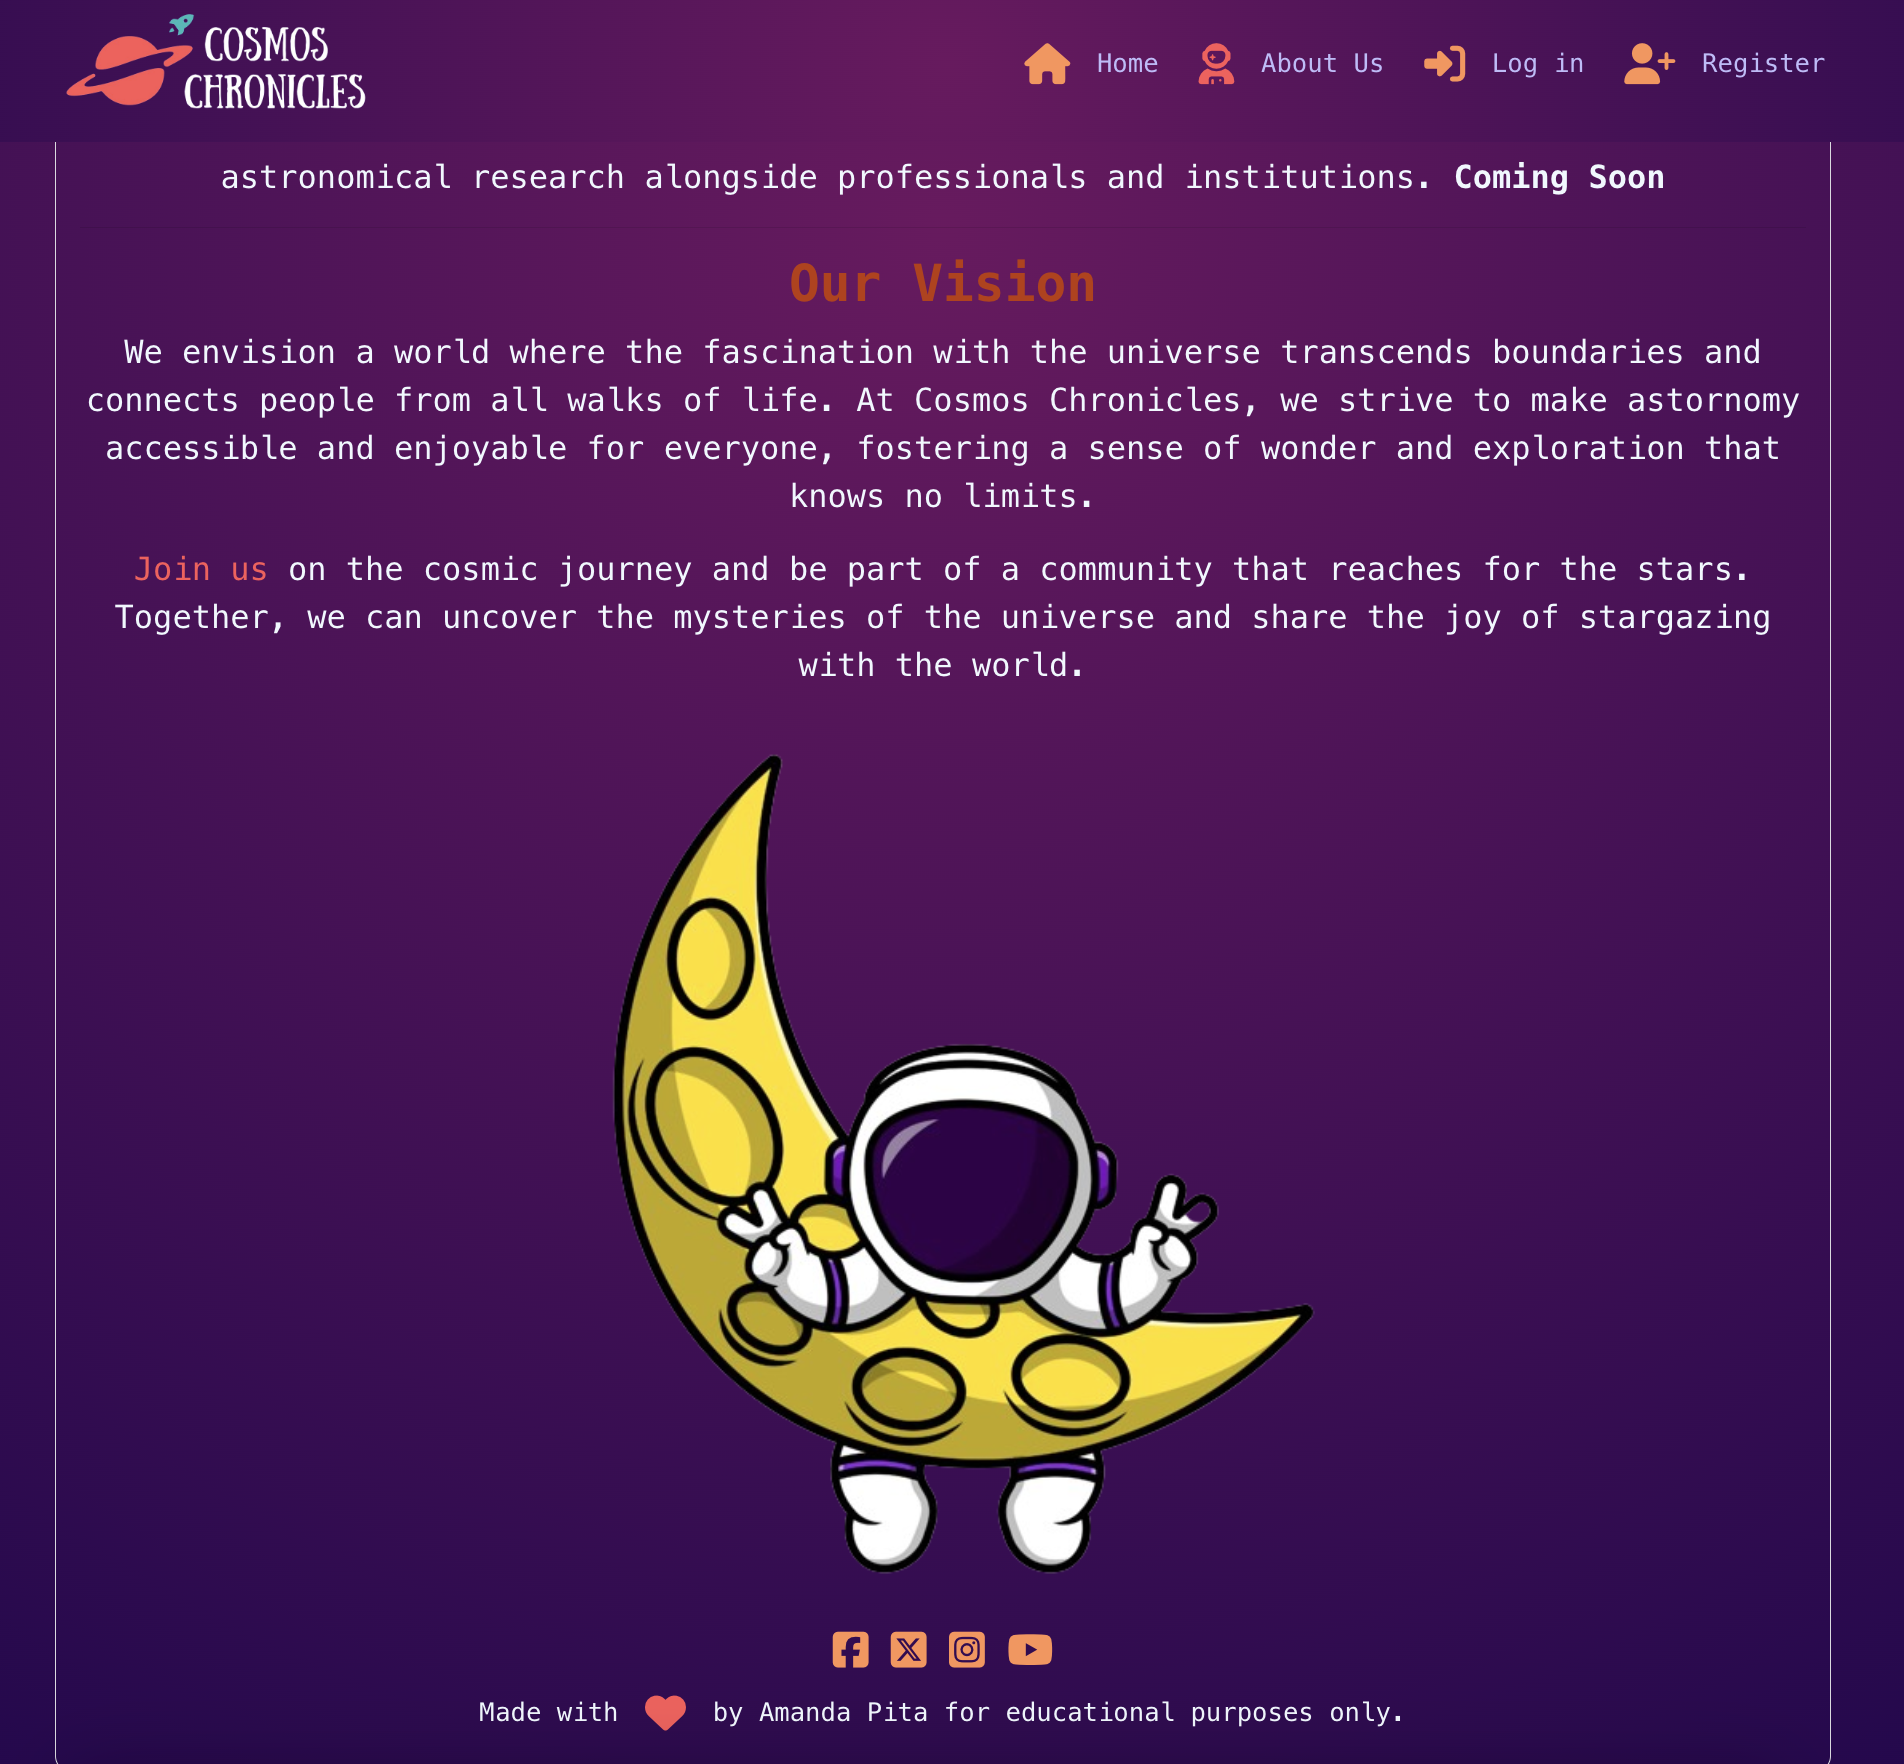 COSMOS
CHRONICLES
Home About Us Log in Register
astronomical research alongside professionals and institutions. Coming Soon
Our Vision
We envision a world where the fascination with the universe transcends boundaries and
connects people from all walks of life. At Cosmos Chronicles, we strive to make astornomy
accessible and enjoyable for everyone, fostering a sense of wonder and exploration that
knows no limits.
Join us on the cosmic journey and be part of a community that reaches for the stars.
Together, we can uncover the mysteries of the universe and share the joy of stargazing
with the world.
Made with by Amanda Pita for educational purposes only.